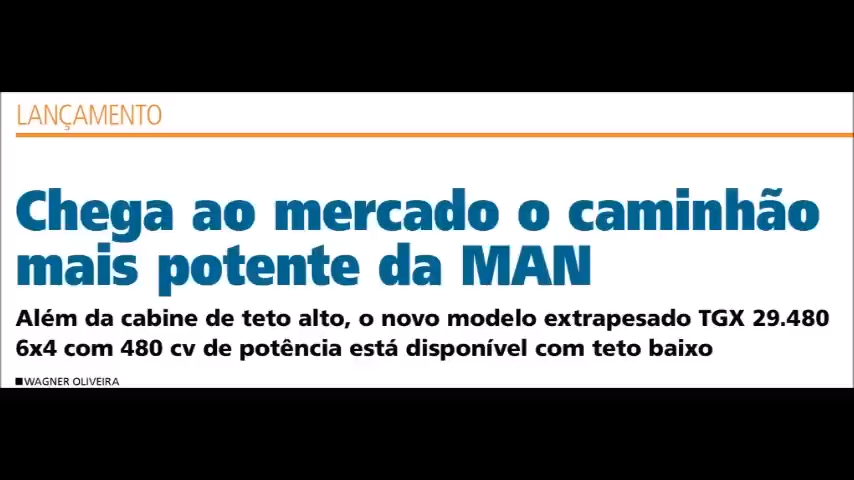 LANÇAMENTO
Chega ao mercado o caminhão
mais potente da MAN
Além da cabine de teto alto, o novo modelo extrapesado TGX 29.480
6x4 com 480 cv de potência está disponível com teto baixo
■WAGNER OLIVEIRA